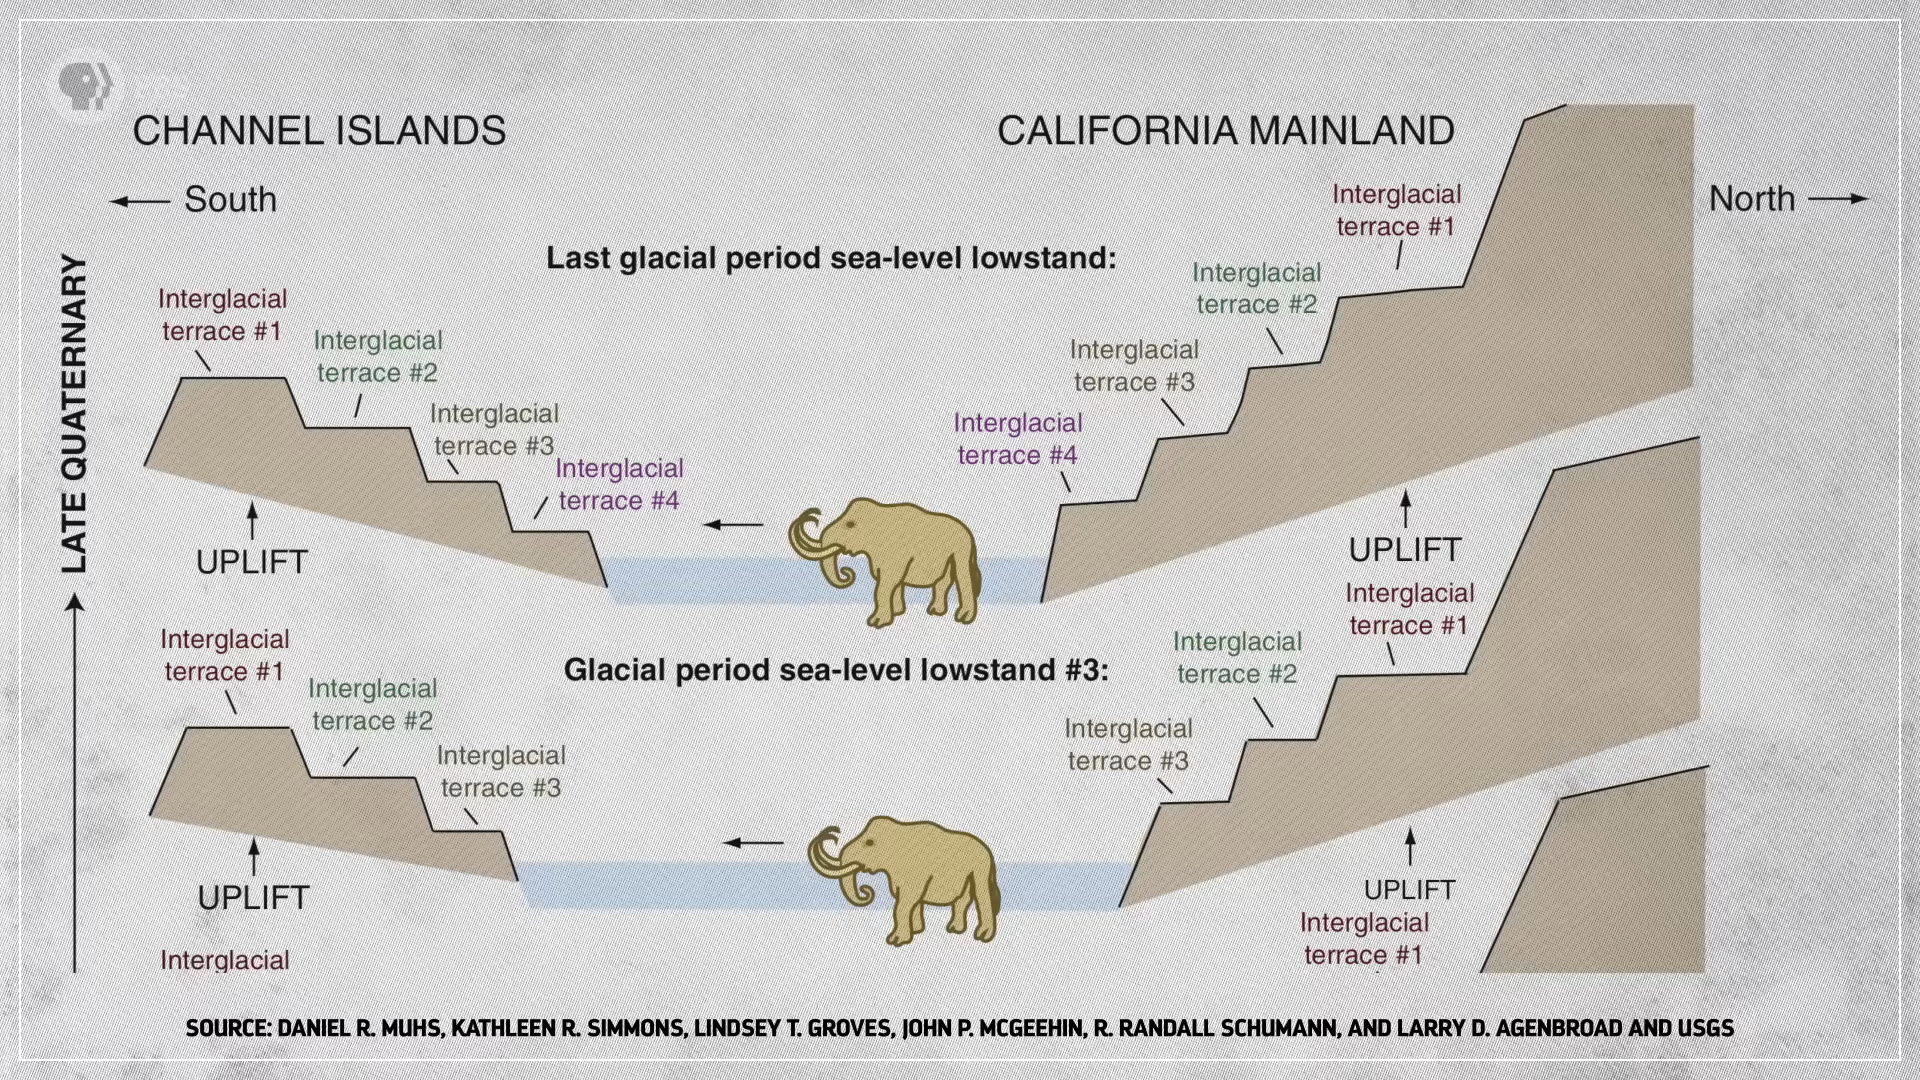 CHANNEL ISLANDS
CALIFORNIA MAINLAND
South
North
LATE QUATERNARY
Last glacial period sea-level lowstand:
Interglacial
terrace #1
Interglacial
terrace #2
Interglacial
terrace #3
Interglacial
terrace #4
UPLIFT
Interglacial
terrace #1
Interglacial
terrace #2
Interglacial
terrace #3
Interglacial
terrace #4
UPLIFT
Glacial period sea-level lowstand #3:
Interglacial
terrace #1
Interglacial
terrace #2
Interglacial
terrace #3
UPLIFT
Interglacial
terrace #1
Interglacial
terrace #2
Interglacial
terrace #3
UPLIFT
Interglacial
Interglacial
terrace #1
SOURCE: DANIEL R. MUHS, KATHLEEN R. SIMMONS, LINDSEY T. GROVES, JOHN P. MCGEEHIN, R. RANDALL SCHUMANN, AND LARRY D. AGENBROAD AND USGS